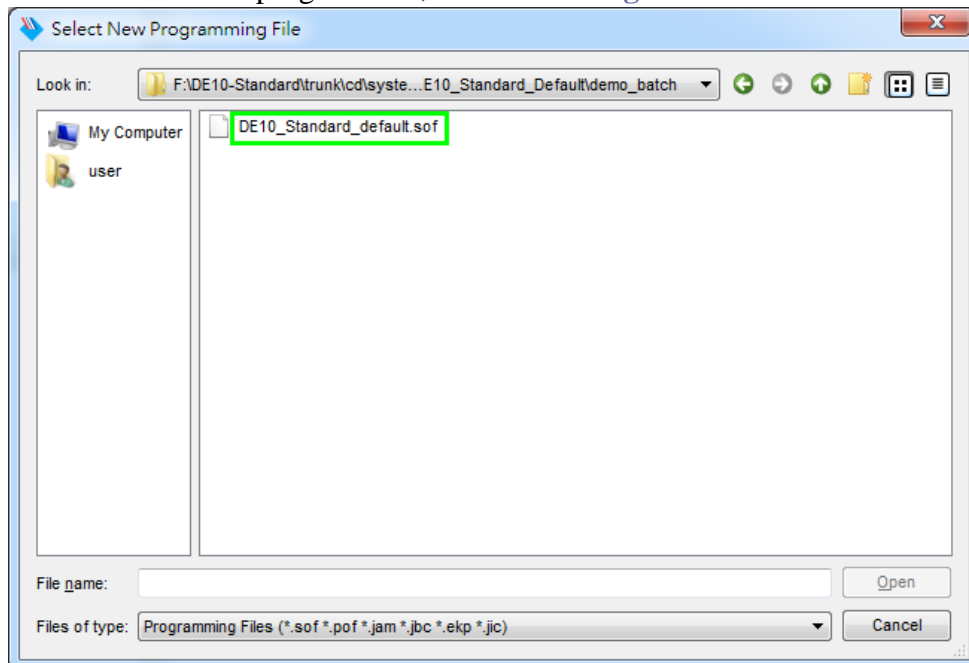 Select New Programming File
Look in: F:\DE10-Standard\trunk\cd\syste...E10_Standard_Default\demo_batch
My Computer
DE10_Standard_default.sof
user
File name:
Open
Files of type: Programming Files (*.sof *.pof *.jam *.jbc *.ekp *.jic)
Cancel